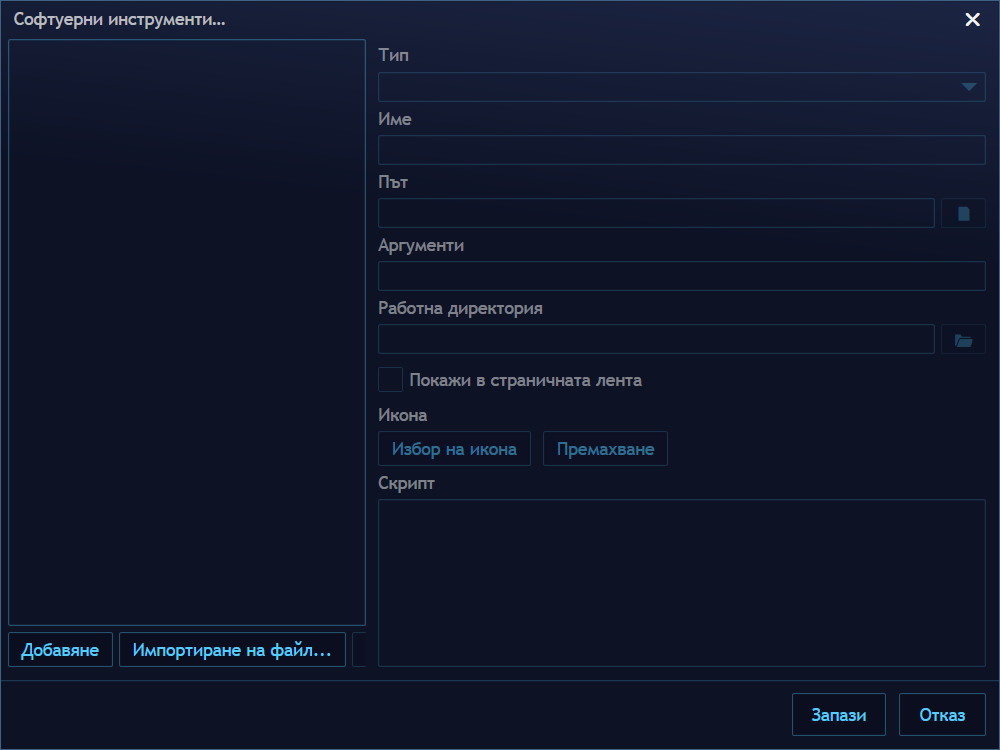 Софтуерни инструменти...
Тип
Име
Път
Аргументи
Работна директория
Покажи в страничната лента
Икона
Избор на икона
Премахване
Скрипт
Добавяне
Импортиране на файл...
Запази
Отказ